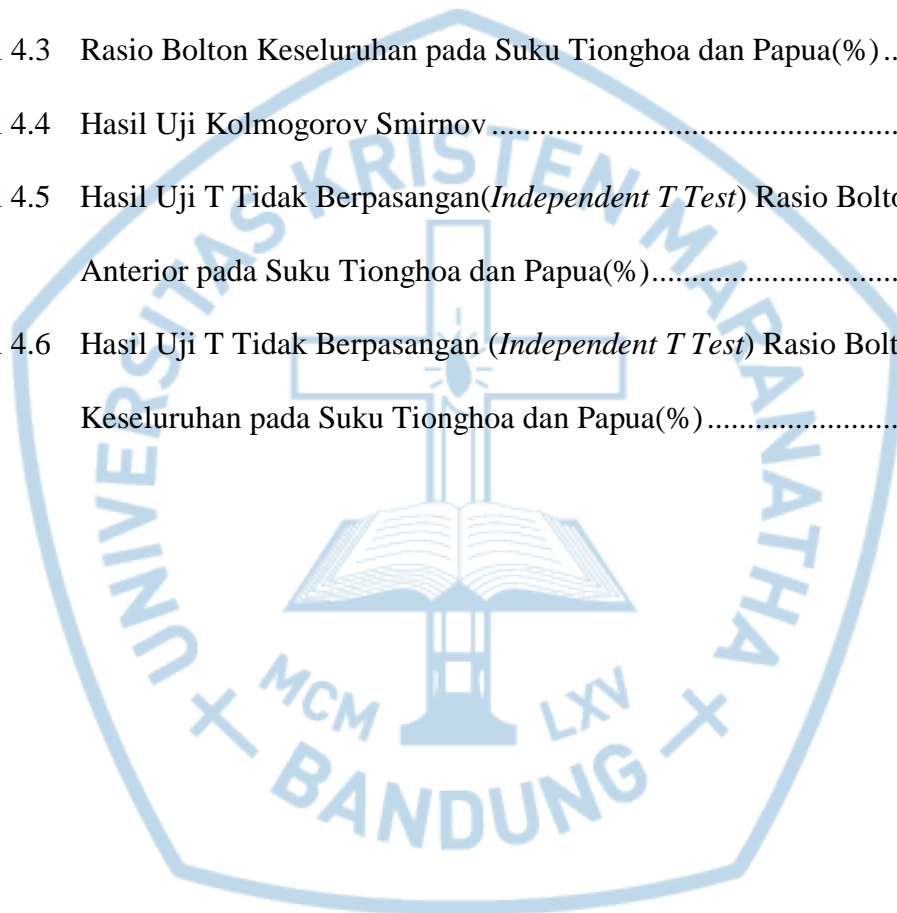 4.3 Rasio Bolton Keseluruhan pada Suku Tionghoa dan Papua(%)..
4.4 Hasil Uji Kolmogorov Smirnov..........................................................
4.5 Hasil Uji T Tidak Berpasangan(Independent T Test) Rasio
Anterior pada Suku Tionghoa dan Papua(%)...................................
4.6 Hasil Uji T Tidak Berpasangan (Independent T Test) Rasio
Keseluruhan pada Suku Tionghoa dan Papua(%)............................
UNIVERSITAS KRISTEN MARANATHA
MCM LXV
BANDUNG